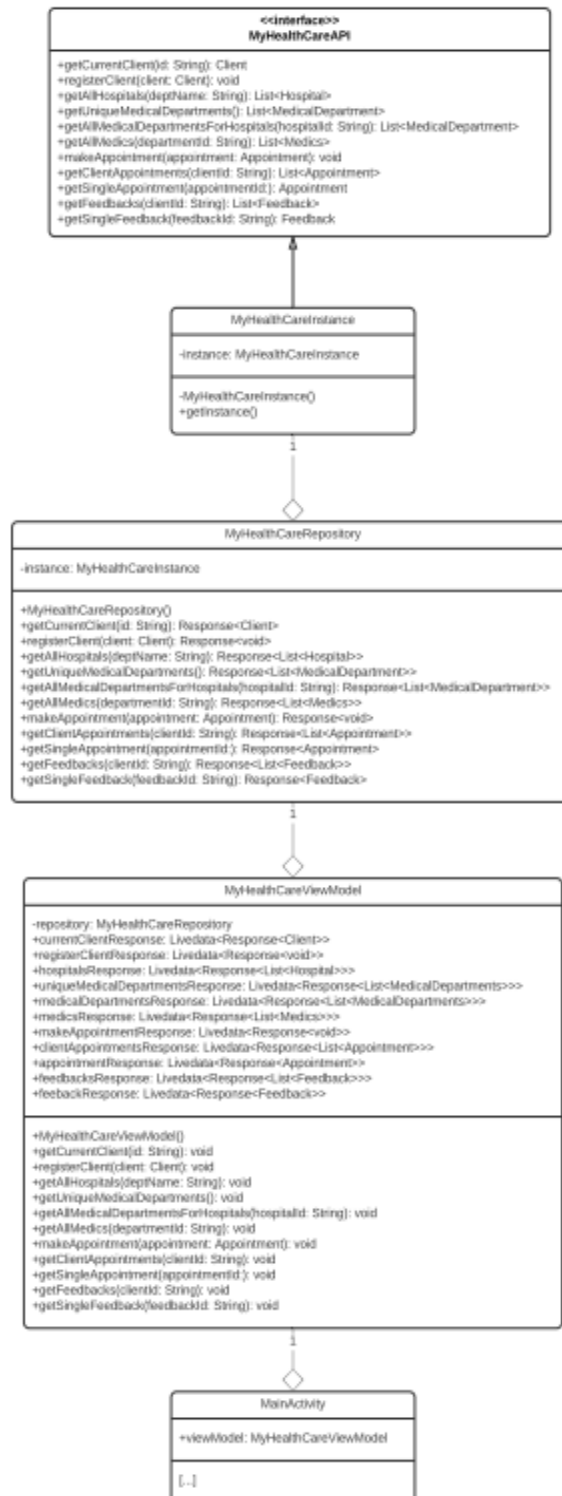 <<interface>>
MyHealthCareAPI
+getCurrentClient(id: String): Client
+registerClient(client: Client): void
+getAllHospitals(deptName: String): List<Hospital>
+getUniqueMedicalDepartments(): List<MedicalDepartment>
+getAllMedicalDepartmentsForHospitals(hospitalId: String): List<MedicalDepartment>
+getAllMedics(departmentId: String): List<Medics>
+makeAppointment(appointment: Appointment): void
+getClientAppointments(clientId: String): List<Appointment>
+getSingleAppointment(appointmentId:): Appointment
+getFeedbacks(clientId: String): List<Feedback>
+getSingleFeedback(feedbackId: String): Feedback
MyHealthCareInstance
-instance: MyHealthCareInstance
-MyHealthCareInstance()
+getInstance()
1
MyHealthCareRepository
-instance: MyHealthCareInstance
+MyHealthCareRepository()
+getCurrentClient(id: String): Response<Client>
+registerClient(client: Client): Response<void>
+getAllHospitals(deptName: String): Response<List<Hospital>>
+getUniqueMedicalDepartments(): Response<List<MedicalDepartment>>
+getAllMedicalDepartmentsForHospitals(hospitalId: String): Response<List<MedicalDepartment>>
+getAllMedics(departmentId: String): Response<List<Medics>>
+makeAppointment(appointment: Appointment): Response<void>
+getClientAppointments(clientId: String): Response<List<Appointment>>
+getSingleAppointment(appointmentId:): Response<Appointment>
+getFeedbacks(clientId: String): Response<List<Feedback>>
+getSingleFeedback(feedbackId: String): Response<Feedback>
1
MyHealthCareViewModel
-repository: MyHealthCareRepository
+currentClientResponse: Livedata<Response<Client>>
+registerClientResponse: Livedata<Response<void>>
+hospitalsResponse: Livedata<Response<List<Hospital>>>
+uniqueMedicalDepartmentsResponse: Livedata<Response<List<MedicalDepartments>>>
+medicalDepartmentsResponse: Livedata<Response<List<MedicalDepartments>>>
+medicsResponse: Livedata<Response<List<Medics>>>
+makeAppointmentResponse: Livedata<Response<void>>
+clientAppointmentsResponse: Livedata<Response<List<Appointment>>>
+appointmentResponse: Livedata<Response<Appointment>>
+feedbacksResponse: Livedata<Response<List<Feedback>>>
+feebackResponse: Livedata<Response<Feedback>>
+MyHealthCareViewModel()
+getCurrentClient(id: String): void
+registerClient(client: Client): void
+getAllHospitals(deptName: String): void
+getUniqueMedicalDepartments(): void
+getAllMedicalDepartmentsForHospitals(hospitalId: String): void
+getAllMedics(departmentId: String): void
+makeAppointment(appointment: Appointment): void
+getClientAppointments(clientId: String): void
+getSingleAppointment(appointmentId:): void
+getFeedbacks(clientId: String): void
+getSingleFeedback(feedbackId: String): void
1
MainActivity
+viewModel: MyHealthCareViewModel
[...]